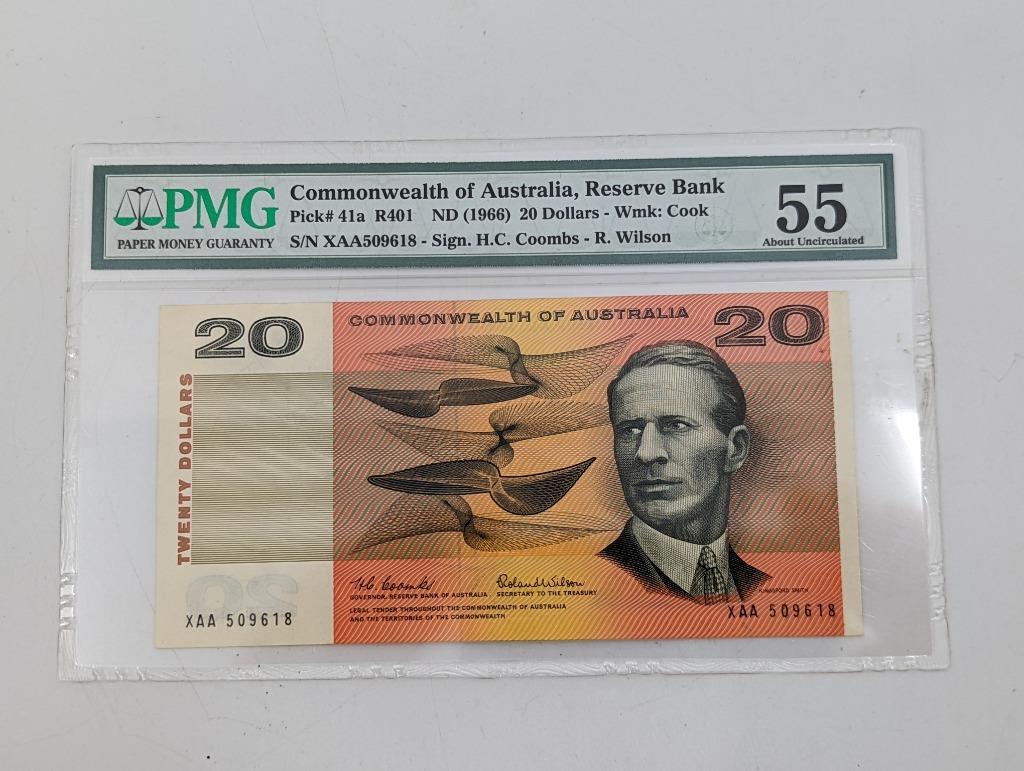 PMG
PAPER MONEY GUARANTY
Commonwealth of Australia, Reserve Bank
Pick# 41a R401 ND (1966) 20 Dollars - Wmk: Cook
S/N XAA509618 - Sign. H.C. Coombs - R. Wilson
55
About Uncirculated
20
COMMONWEALTH OF AUSTRALIA
20
TWENTY DOLLARS
H.C. Coombs
Roland Wilson
GOVERNOR, RESERVE BANK OF AUSTRALIA
SECRETARY TO THE TREASURY
LEGAL TENDER THROUGHOUT THE COMMONWEALTH OF AUSTRALIA
AND THE TERRITORIES OF THE COMMONWEALTH
KINGSFORD SMITH
XAA 509618
XAA 509618